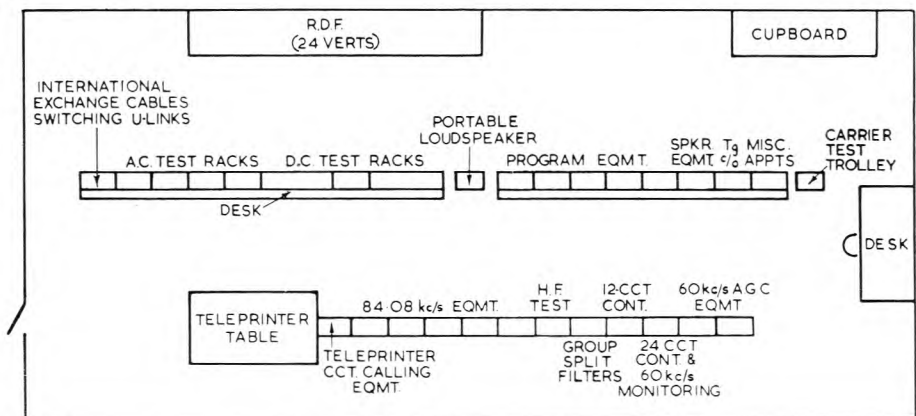 R.D.F.
(24 VERTS)
CUPBOARD
INTERNATIONAL
EXCHANGE CABLES
SWITCHING U-LINKS
A.C. TEST RACKS
D.C. TEST RACKS
PORTABLE
LOUDSPEAKER
PROGRAM EQMT.
SPKR Tg MISC.
EQMT. c/o APPTS
CARRIER
TEST
TROLLEY
DESK
DESK
TELEPRINTER
TABLE
84·08 kc/s EQMT.
H.F.
TEST
12-CCT
CONT.
60kc/s AGC
EQMT
TELEPRINTER
CCT. CALLING
EQMT.
GROUP
SPLIT
FILTERS
24 CCT
CONT. &
60kc/s
MONITORING